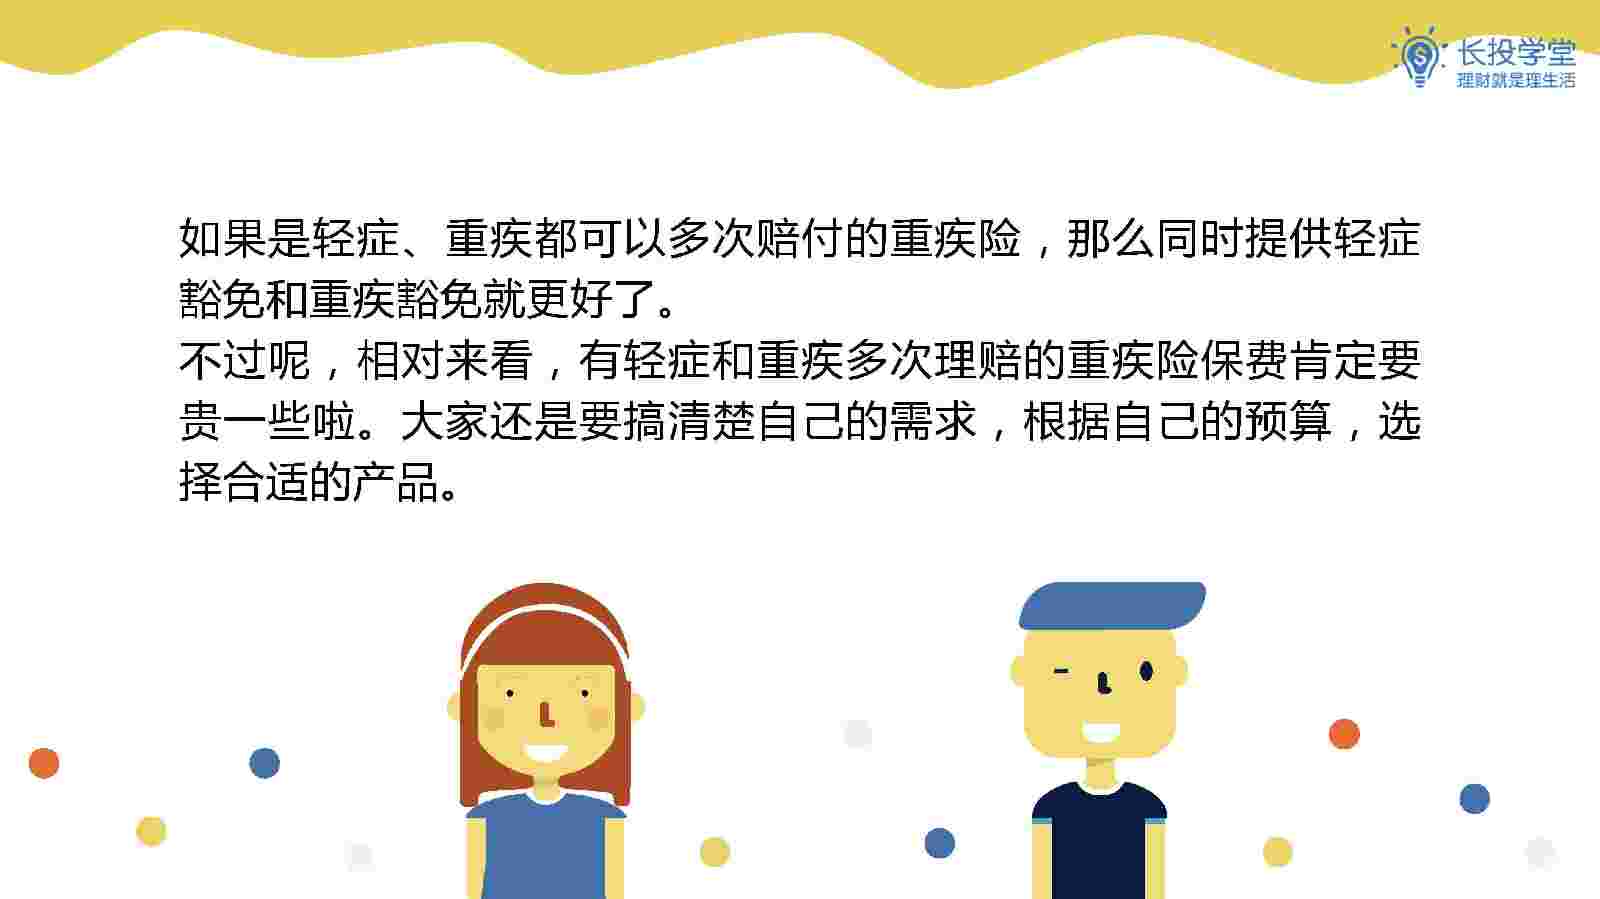 长投学堂
理财就是理生活
如果是轻症、重疾都可以多次赔付的重疾险，那么同时提供轻症
豁免和重疾豁免就更好了。
不过呢，相对来看，有轻症和重疾多次理赔的重疾险保费肯定要
贵一些啦。大家还是要搞清楚自己的需求，根据自己的预算，选
择合适的产品。